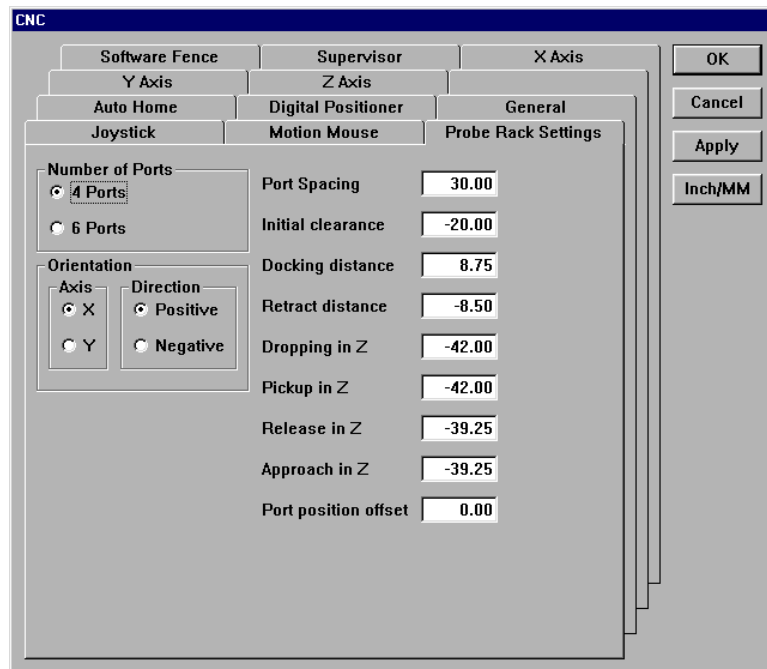 CNC
Software Fence Supervisor X Axis
Y Axis Z Axis
Auto Home Digital Positioner General
Joystick Motion Mouse Probe Rack Settings
OK
Cancel
Apply
Inch/MM
Number of Ports
4 Ports
6 Ports
Orientation
Axis Direction
X Positive
Y Negative
Port Spacing 30.00
Initial clearance -20.00
Docking distance 8.75
Retract distance -8.50
Dropping in Z -42.00
Pickup in Z -42.00
Release in Z -39.25
Approach in Z -39.25
Port position offset 0.00